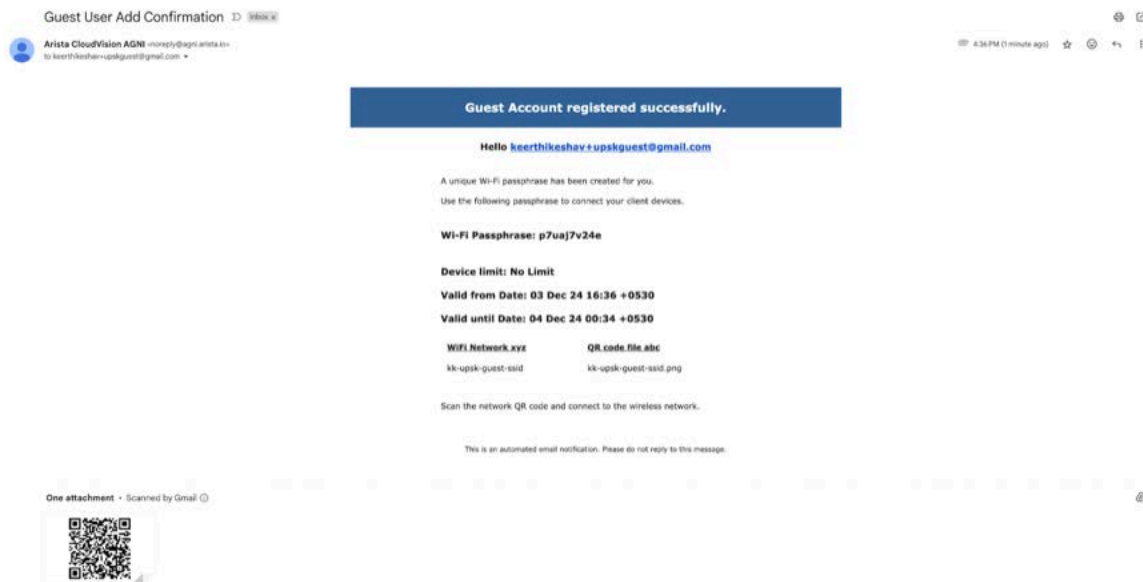 Guest User Add Confirmation Inbox x
Arista CloudVision AGNI <noreply@agni.arista.io>
4:36 PM (1 minute ago)
to keerthikeshav+upskguest@gmail.com
Guest Account registered successfully.
Hello keerthikeshav+upskguest@gmail.com
A unique Wi-Fi passphrase has been created for you.
Use the following passphrase to connect your client devices.
Wi-Fi Passphrase: p7uaj7v24e
Device limit: No Limit
Valid from Date: 03 Dec 24 16:36 +0530
Valid until Date: 04 Dec 24 00:34 +0530
WiFi Network xyz QR code file abc
kk-upsk-guest-ssid kk-upsk-guest-ssid.png
Scan the network QR code and connect to the wireless network.
This is an automated email notification. Please do not reply to this message.
One attachment • Scanned by Gmail